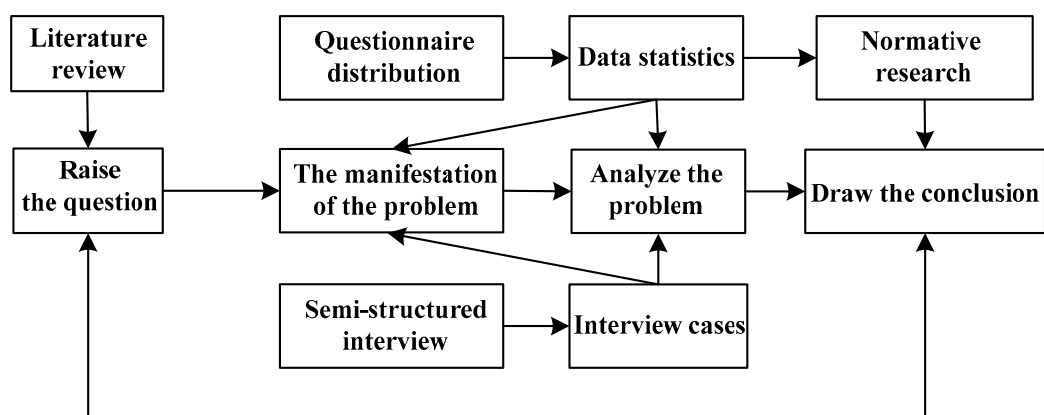 Literature
review
Questionnaire
distribution
Data statistics
Normative
research
Raise
the question
The manifestation
of the problem
Analyze the
problem
Draw the conclusion
Semi-structured
interview
Interview cases